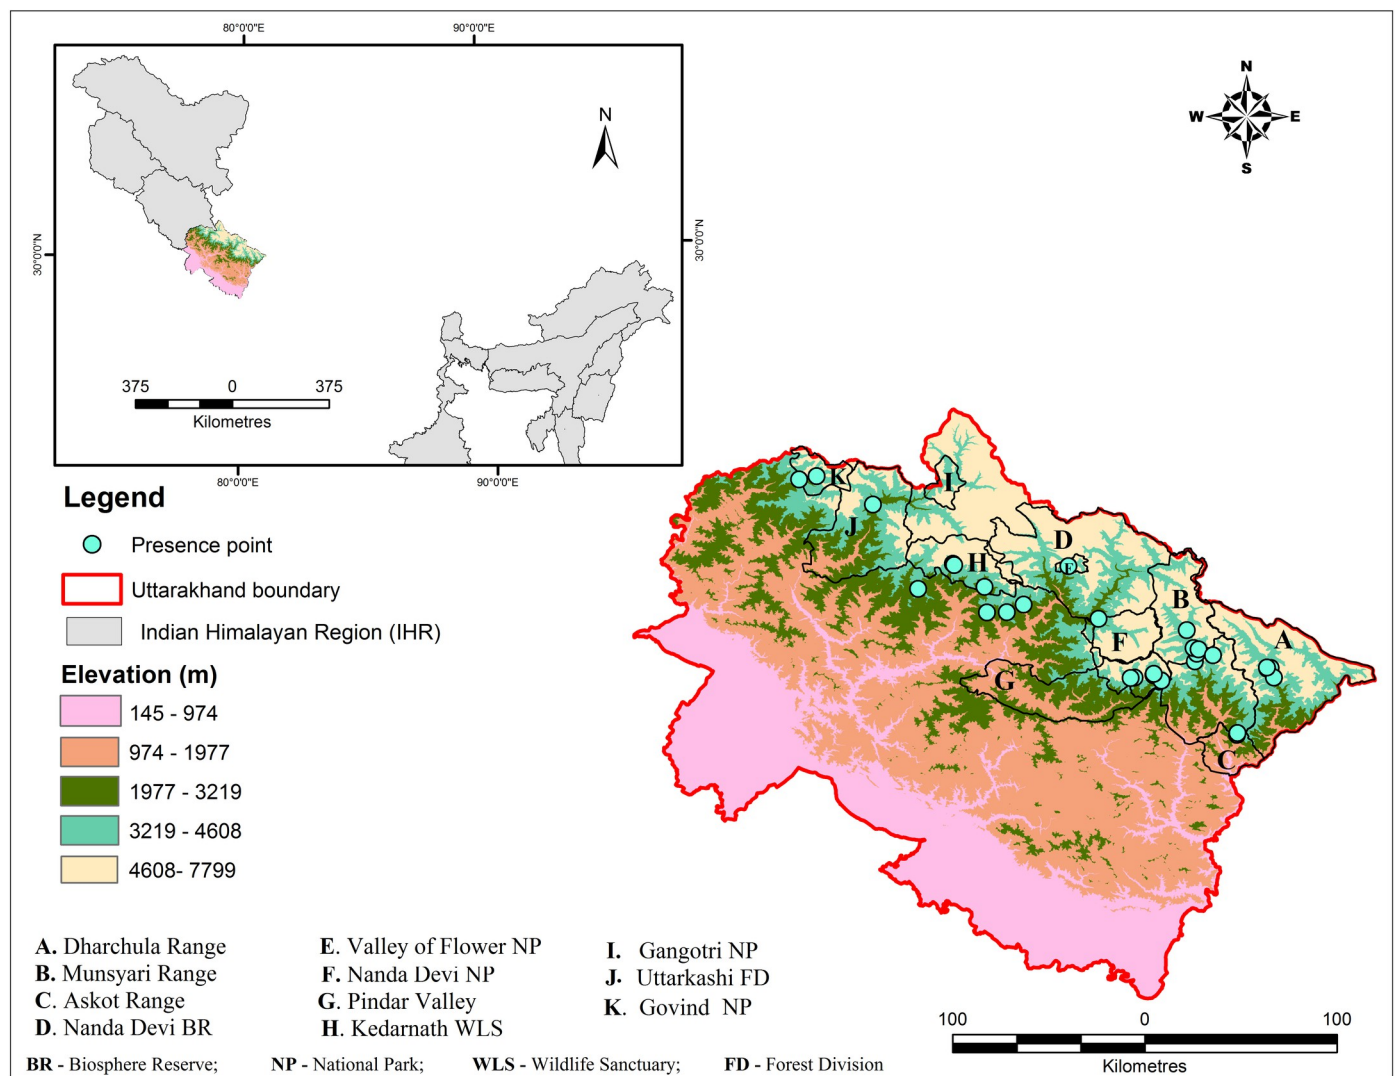 80°0'0"E 90°0'0"E
N
N
W E
S
30°0'0"N
30°0'0"N
375 0 375
Kilometres
80°0'0"E 90°0'0"E
Legend
Presence point
Uttarakhand boundary
Indian Himalayan Region (IHR)
Elevation (m)
145 - 974
974 - 1977
1977 - 3219
3219 - 4608
4608- 7799
K
I
J
D
H
E
B
F
A
G
C
A. Dharchula Range
B. Munsyari Range
C. Askot Range
D. Nanda Devi BR
E. Valley of Flower NP
F. Nanda Devi NP
G. Pindar Valley
H. Kedarnath WLS
I. Gangotri NP
J. Uttarkashi FD
K. Govind NP
100 0 100
Kilometres
BR - Biosphere Reserve; NP - National Park; WLS - Wildlife Sanctuary; FD - Forest Division